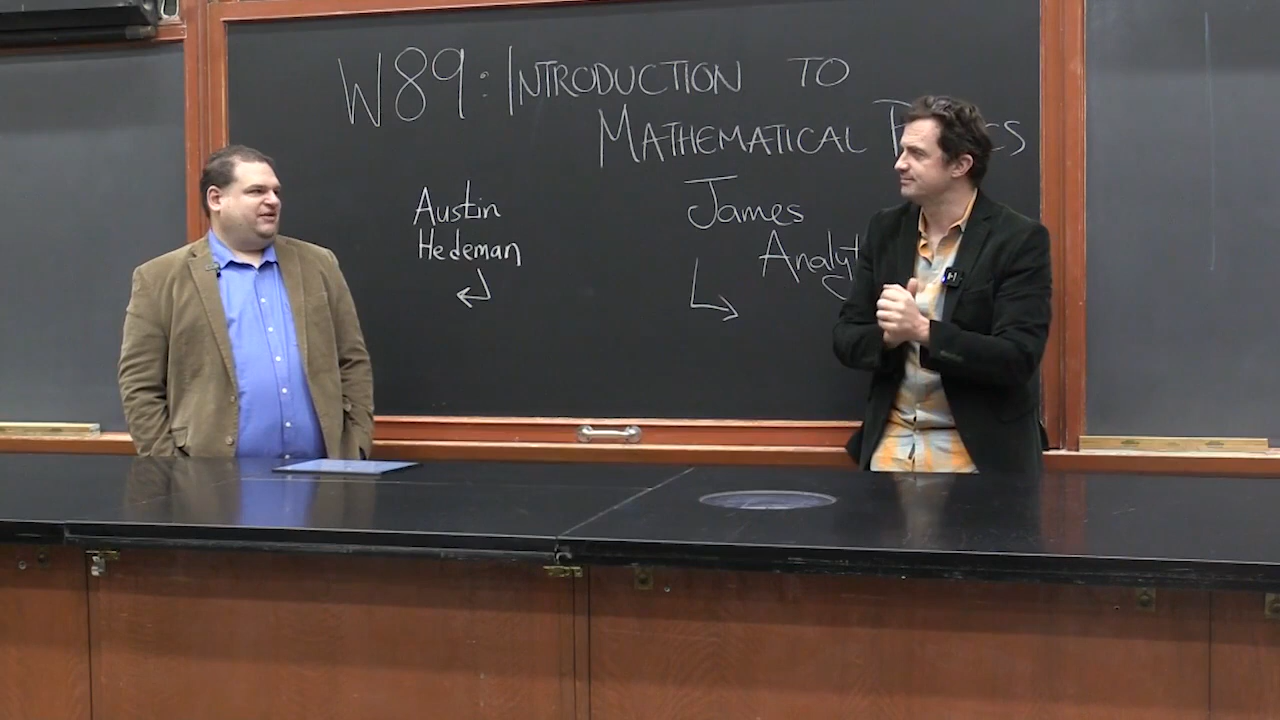 W89: INTRODUCTION TO
MATHEMATICAL
Austin
Hedeman
James